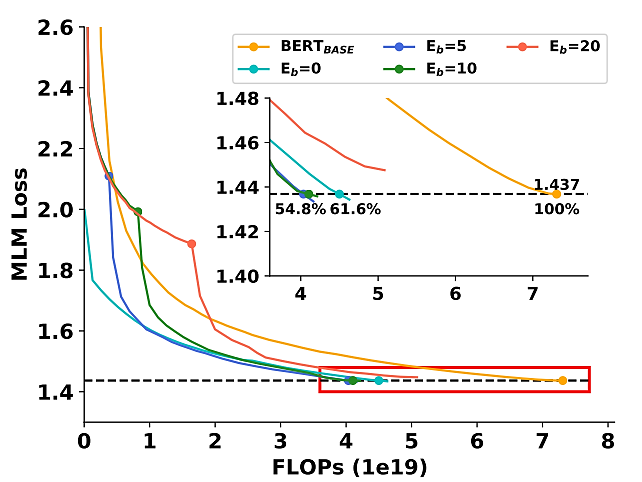 BERT_BASE E_b=5 E_b=20
E_b=0 E_b=10
2.6
2.4
2.2
2.0
1.8
1.6
1.4
MLM Loss
1.48
1.46
1.44
1.42
1.40
1.437
54.8% 61.6% 100%
4 5 6 7
0 1 2 3 4 5 6 7 8
FLOPs (1e19)